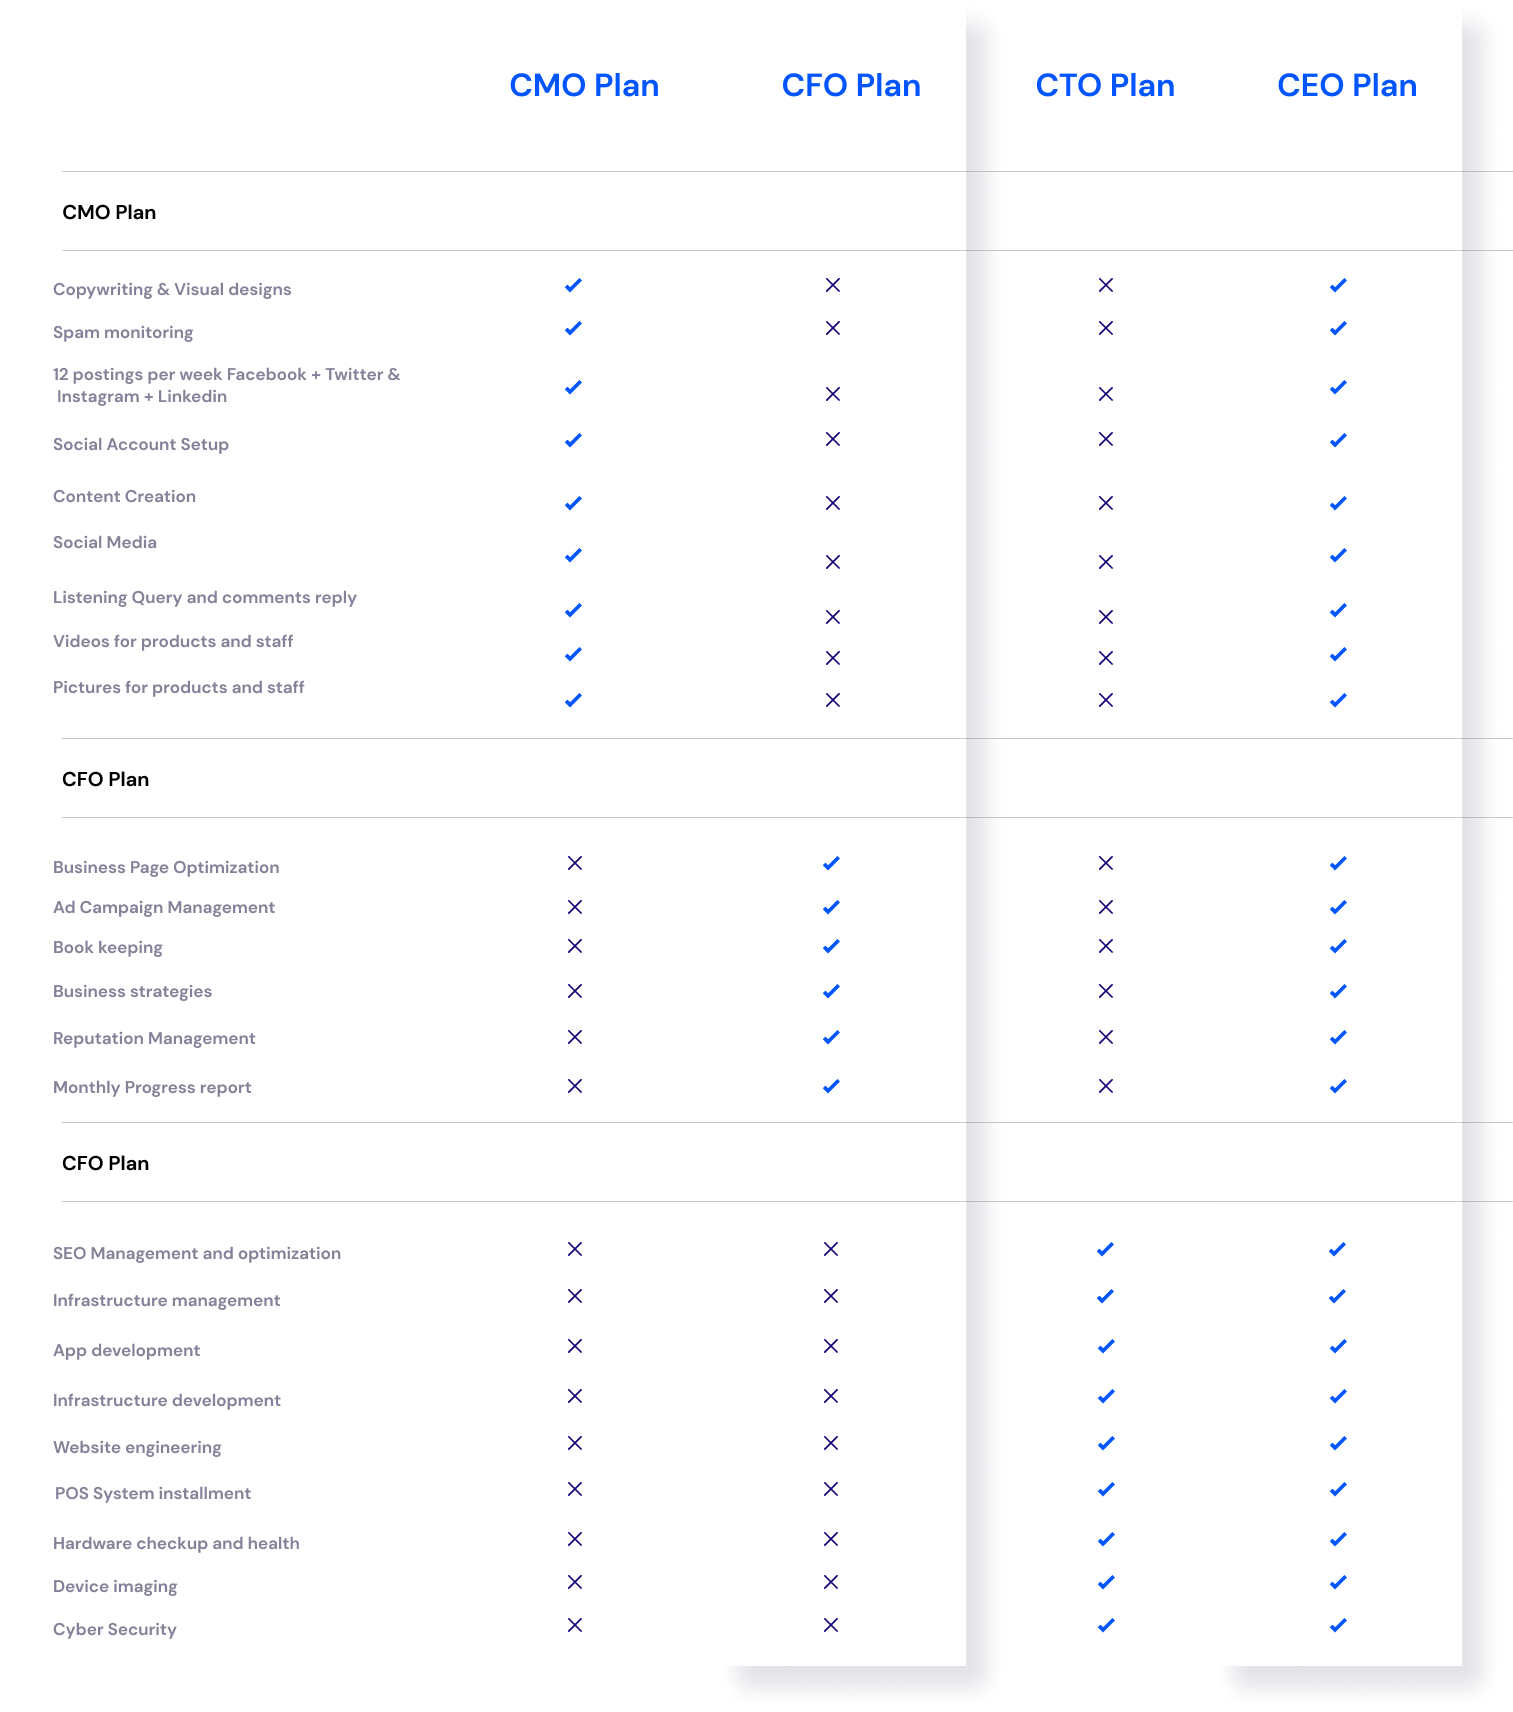 CMO Plan CFO Plan CTO Plan CEO Plan
CMO Plan
Copywriting & Visual designs
Spam monitoring
12 postings per week Facebook + Twitter &
Instagram + Linkedin
Social Account Setup
Content Creation
Social Media
Listening Query and comments reply
Videos for products and staff
Pictures for products and staff
CFO Plan
Business Page Optimization
Ad Campaign Management
Book keeping
Business strategies
Reputation Management
Monthly Progress report
CFO Plan
SEO Management and optimization
Infrastructure management
App development
Infrastructure development
Website engineering
POS System installment
Hardware checkup and health
Device imaging
Cyber Security